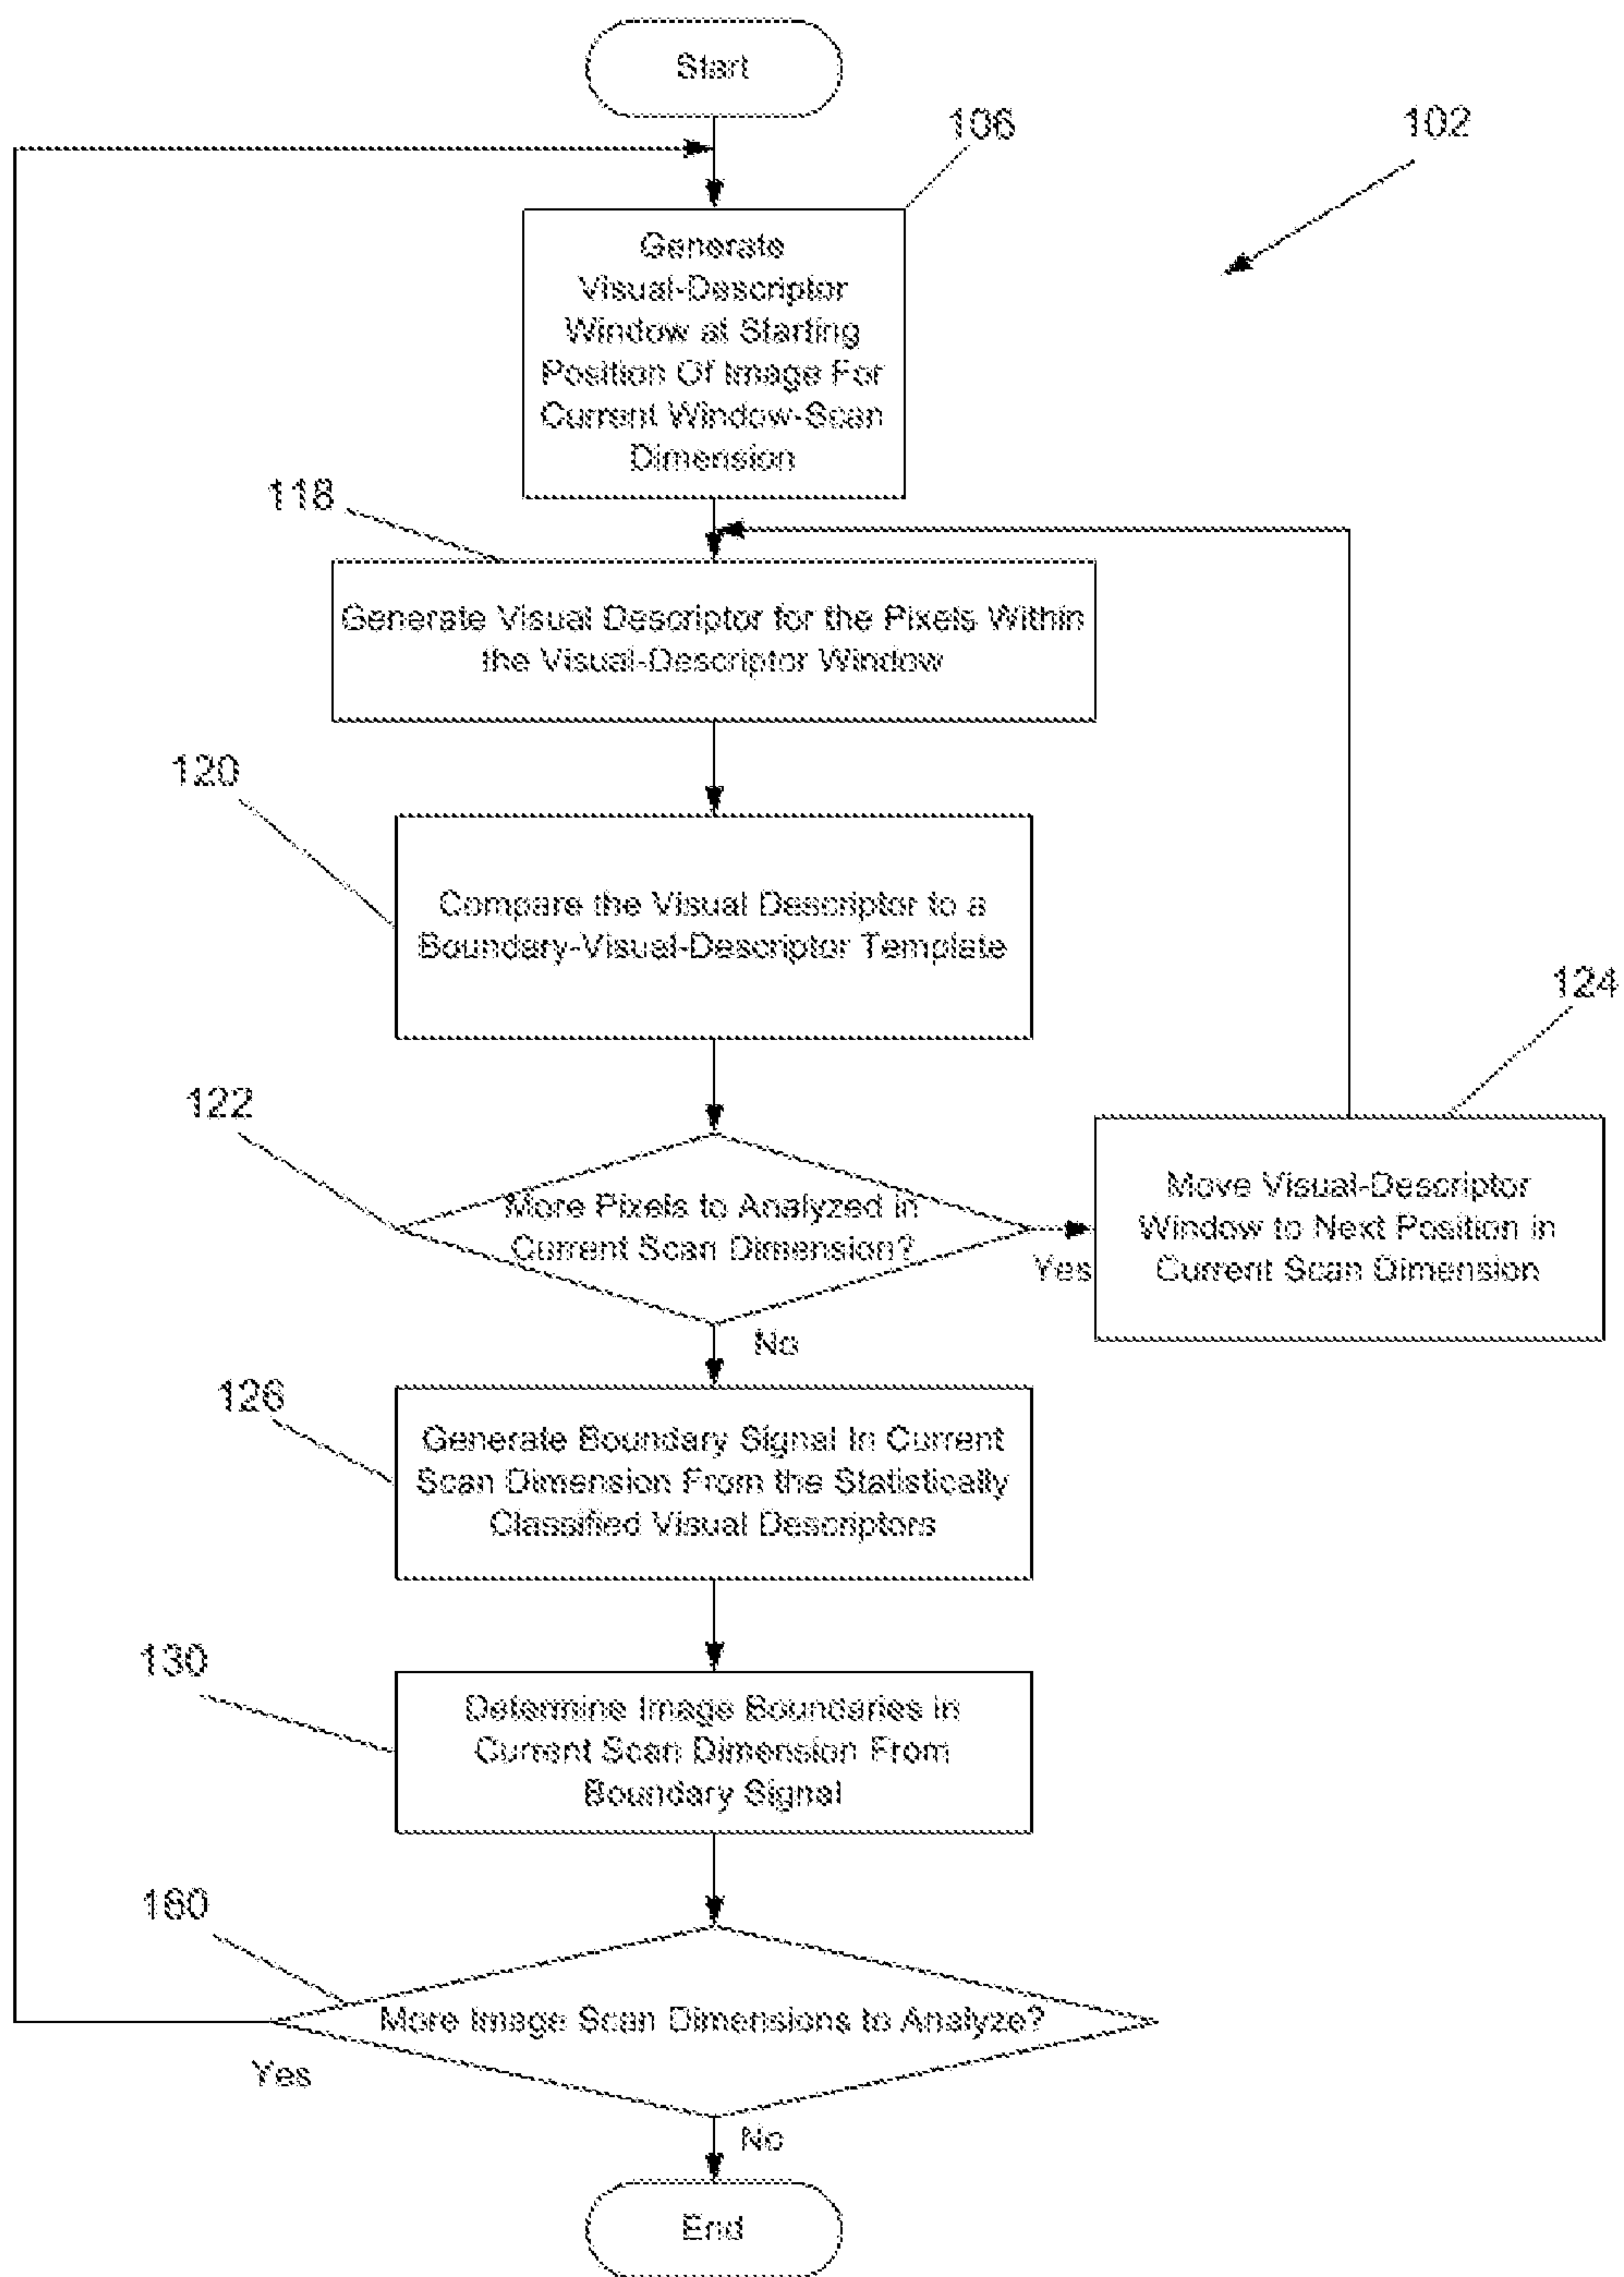 Start
106
102
Generate
Visual-Descriptor
Window at Starting
Position Of Image For
Current Window-Scan
Dimension
118
Generate Visual Descriptor for the Pixels Within
the Visual-Descriptor Window
120
Compare the Visual Descriptor to a
Boundary-Visual-Descriptor Template
124
122
More Pixels to Analyzed in
Current Scan Dimension?
Yes
Move Visual-Descriptor
Window to Next Position in
Current Scan Dimension
No
126
Generate Boundary Signal In Current
Scan Dimension From the Statistically
Classified Visual Descriptors
130
Determine Image Boundaries in
Current Scan Dimension From
Boundary Signal
160
More Image Scan Dimensions to Analyze?
Yes
No
End